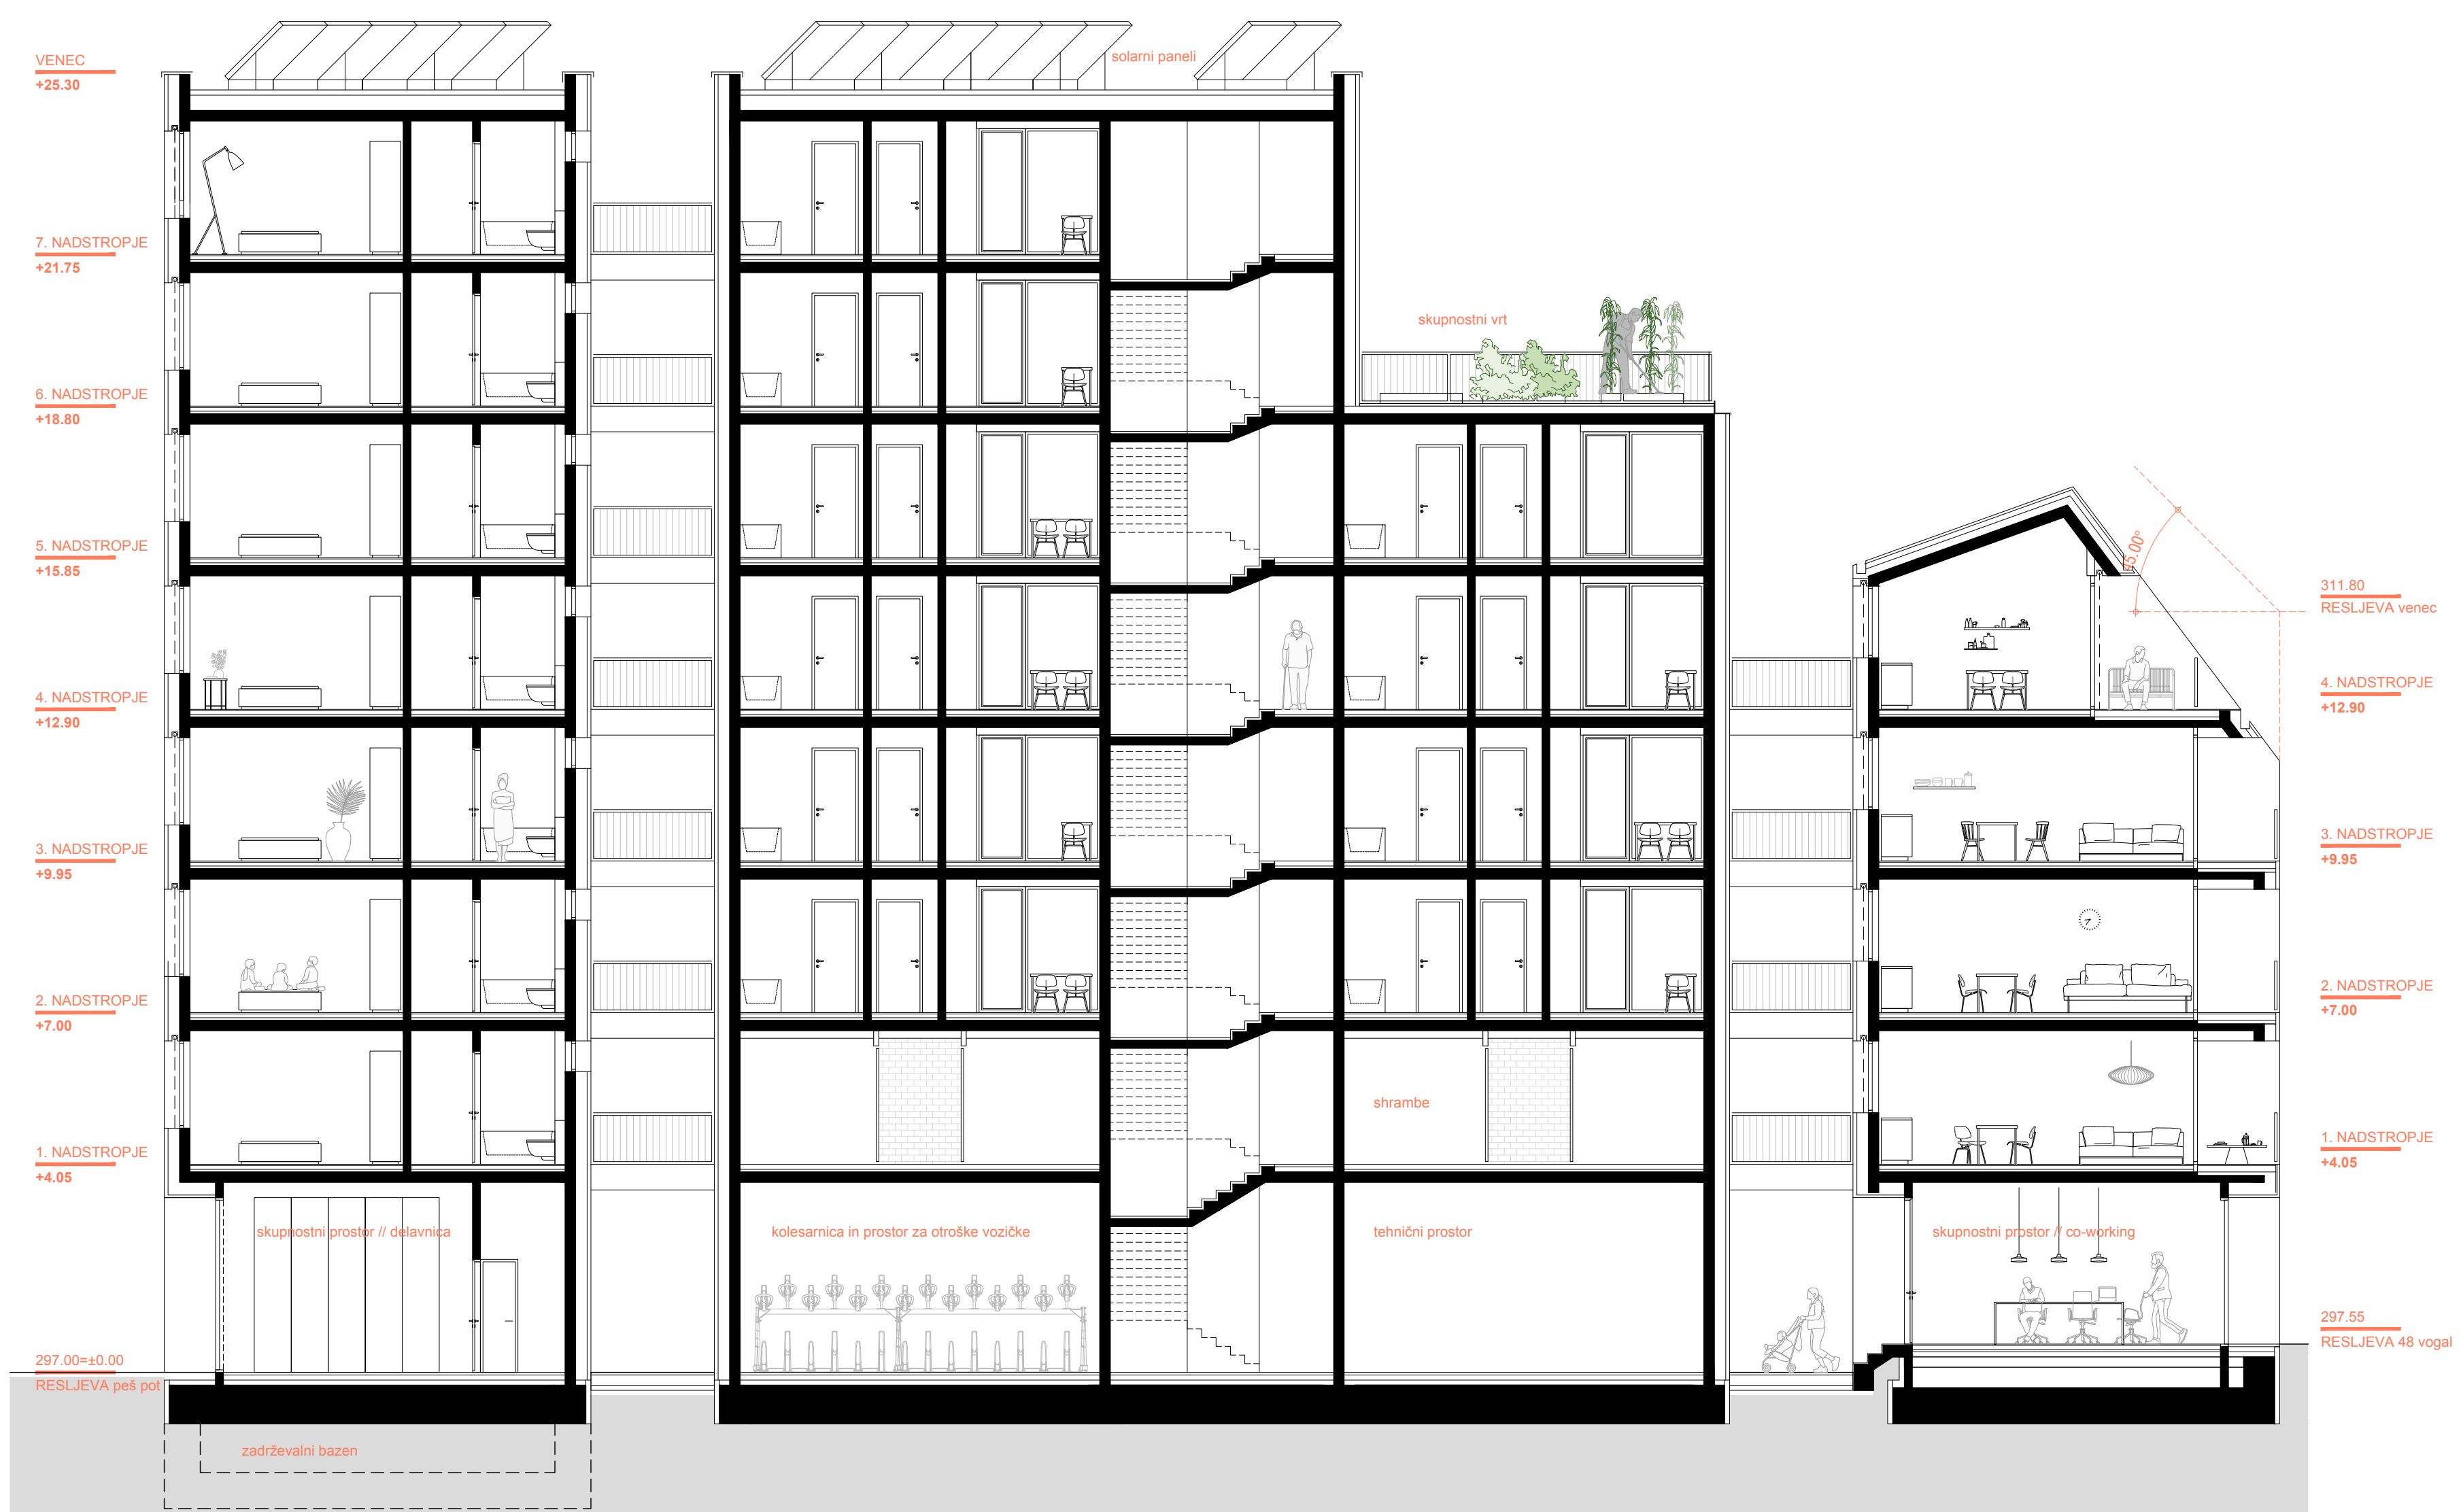 solarni paneli
VENEC
+25.30
7. NADSTROPJE
+21.75
skupnostni vrt
6. NADSTROPJE
+18.80
5. NADSTROPJE
+15.85
45.00°
311.80
RESLJEVA venec
4. NADSTROPJE
+12.90
4. NADSTROPJE
+12.90
3. NADSTROPJE
+9.95
3. NADSTROPJE
+9.95
2. NADSTROPJE
+7.00
2. NADSTROPJE
+7.00
shrambe
1. NADSTROPJE
+4.05
1. NADSTROPJE
+4.05
skupnostni prostor // delavnica
kolesarnica in prostor za otroške vozičke
tehnični prostor
skupnostni prostor // co-working
297.55
RESLJEVA 48 vogal
297.00=±0.00
RESLJEVA peš pot
zadrževalni bazen